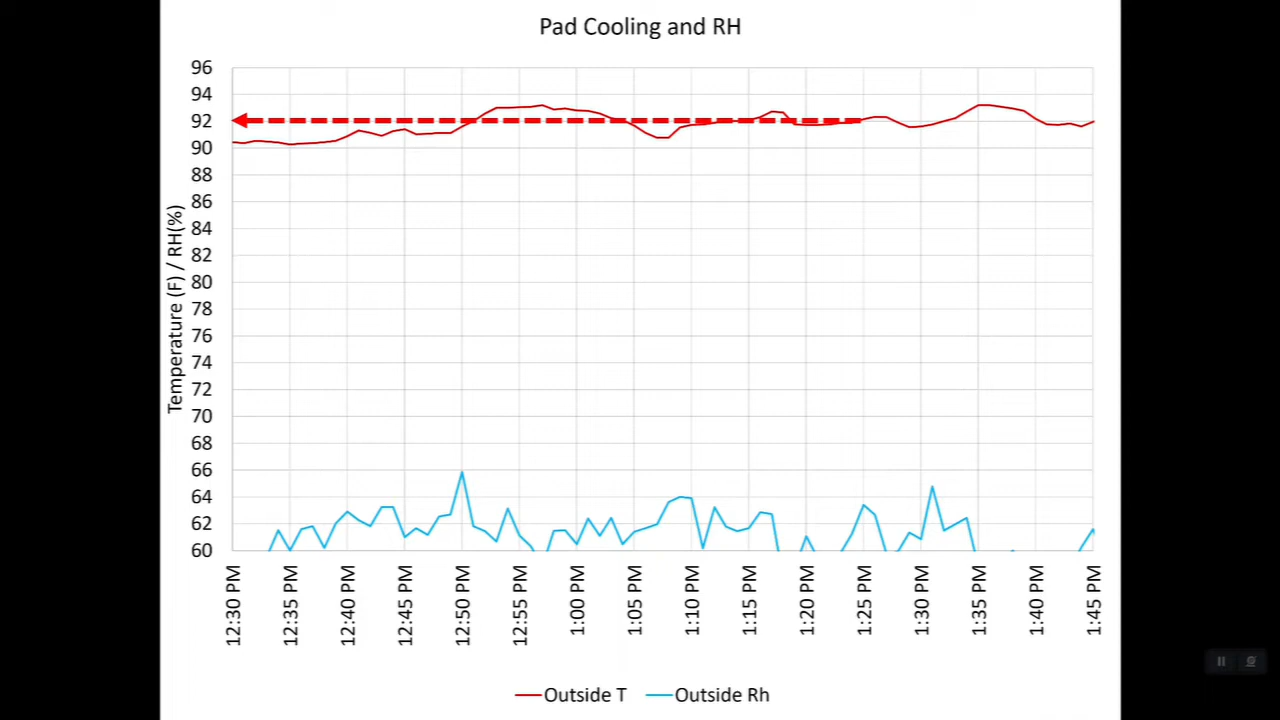 Pad Cooling and RH
Temperature (F) / RH(%)
96
94
92
90
88
86
84
82
80
78
76
74
72
70
68
66
64
62
60
12:30 PM
12:35 PM
12:40 PM
12:45 PM
12:50 PM
12:55 PM
1:00 PM
1:05 PM
1:10 PM
1:15 PM
1:20 PM
1:25 PM
1:30 PM
1:35 PM
1:40 PM
1:45 PM
Outside T
Outside Rh